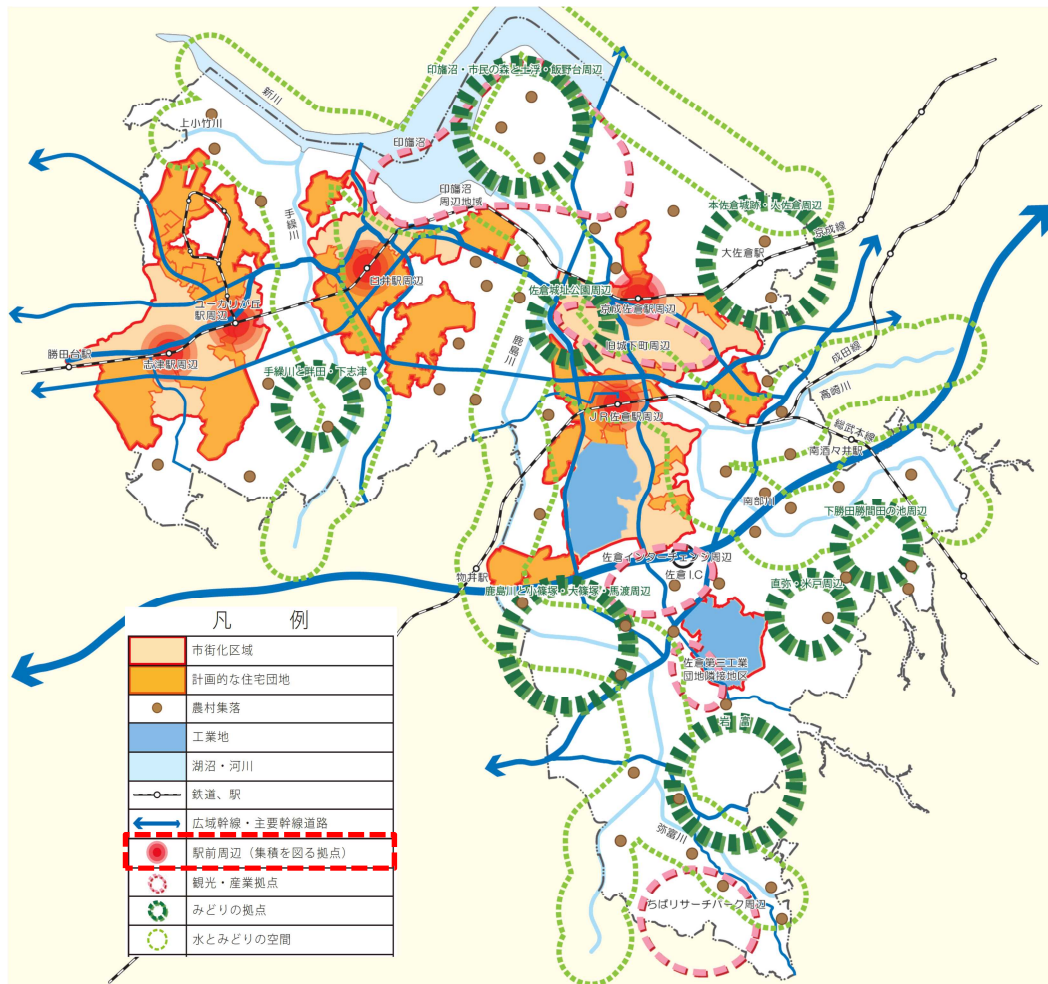 印旛沼・市民の森と土浮・飯野台周辺
新川
上小竹川
印旛沼
印旛沼
周辺地域
手繰川
本佐倉城跡・大佐倉周辺
京成線
大佐倉駅
佐倉城址公園周辺
臼井駅周辺
京成佐倉駅周辺
ユーカリが丘
駅周辺
旧城下町周辺
鹿島川
勝田台駅
志津駅周辺
手繰川と畔田・下志津
成田線
高崎川
JR佐倉駅周辺
総武本線
南酒々井駅
南部川
下勝田勝間田の池周辺
佐倉インターチェンジ周辺
佐倉I.C
物井駅
直弥・米戸周辺
鹿島川と小篠塚・大篠塚・馬渡周辺
佐倉第三工業
団地隣接地区
岩富
弥富川
ちばリサーチパーク周辺
凡 例
市街化区域
計画的な住宅団地
農村集落
工業地
湖沼・河川
鉄道、駅
広域幹線・主要幹線道路
駅前周辺（集積を図る拠点）
観光・産業拠点
みどりの拠点
水とみどりの空間